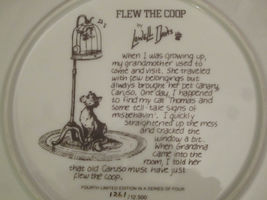 FLEW THE COOP
by
Lowell Davis
When I was growing up,
my grandmother used to
come and visit. She traveled
with few belongings but
always brought her pet canary,
Caruso. One day, I happened
to find my cat Thomas and
some tell-tale signs of
misbehavin'. I quickly
straightened up the mess
and cracked the
window a bit.
When Grandma
came into the
room, I told her
that old Caruso must have just
flew the coop.
FOURTH LIMITED EDITION IN A SERIES OF FOUR
/12,500